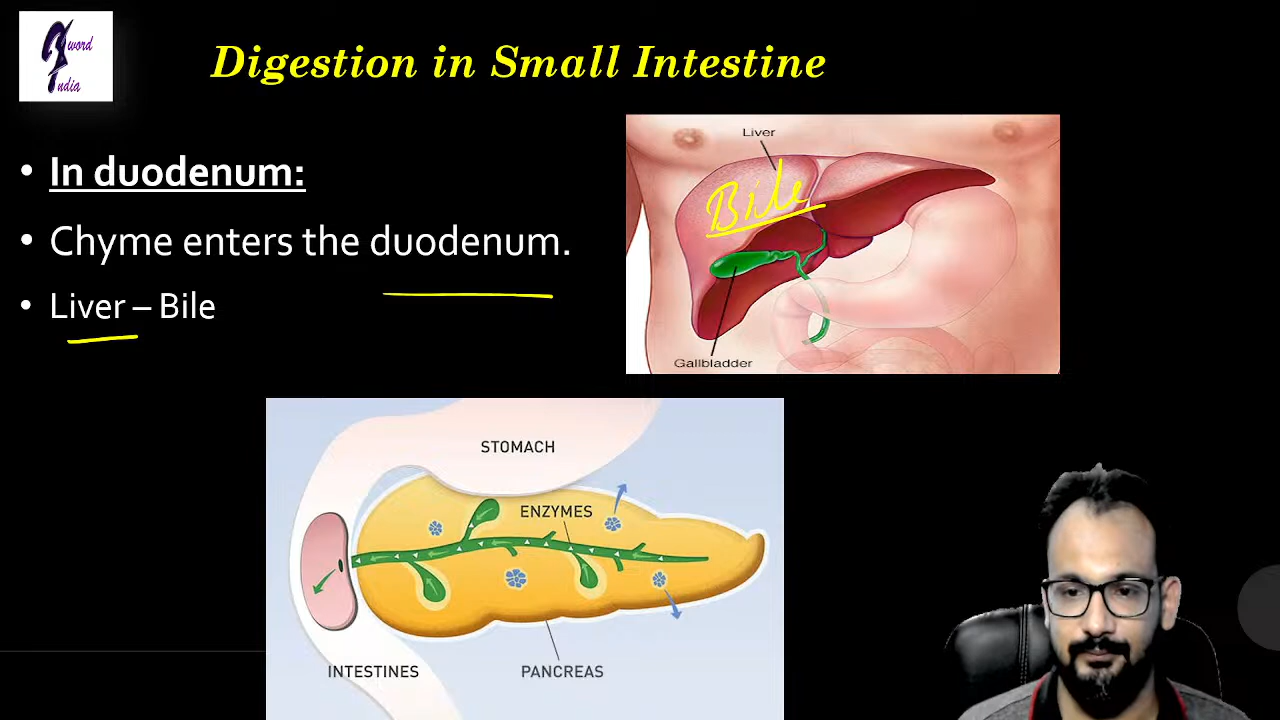 Sword
India
Digestion in Small Intestine
• In duodenum:
• Chyme enters the duodenum.
• Liver – Bile
Liver
Bile
Gallbladder
STOMACH
ENZYMES
INTESTINES
PANCREAS